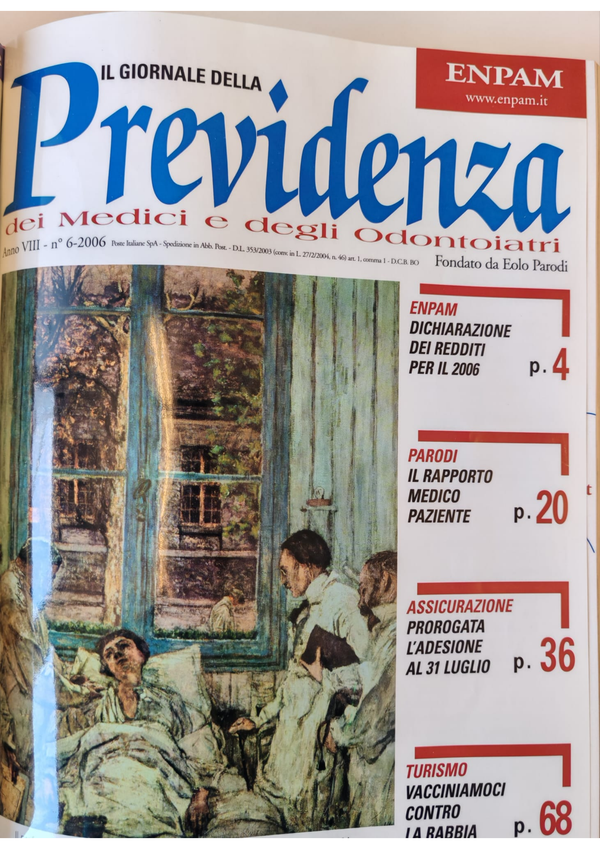 IL GIORNALE DELLA
ENPAM
www.enpam.it
Previdenza
dei Medici e degli Odontoiatri
Anno VIII - n° 6-2006 Poste Italiane SpA - Spedizione in Abb. Post. - D.L. 353/2003 (conv. in L. 27/2/2004, n. 46) art. 1, comma 1 - D.C.B. BO
Fondato da Eolo Parodi
ENPAM
DICHIARAZIONE
DEI REDDITI
PER IL 2006 p. 4
PARODI
IL RAPPORTO
MEDICO
PAZIENTE p. 20
ASSICURAZIONE
PROROGATA
L'ADESIONE
AL 31 LUGLIO p. 36
TURISMO
VACCINIAMOCI
CONTRO
LA RABBIA p. 68